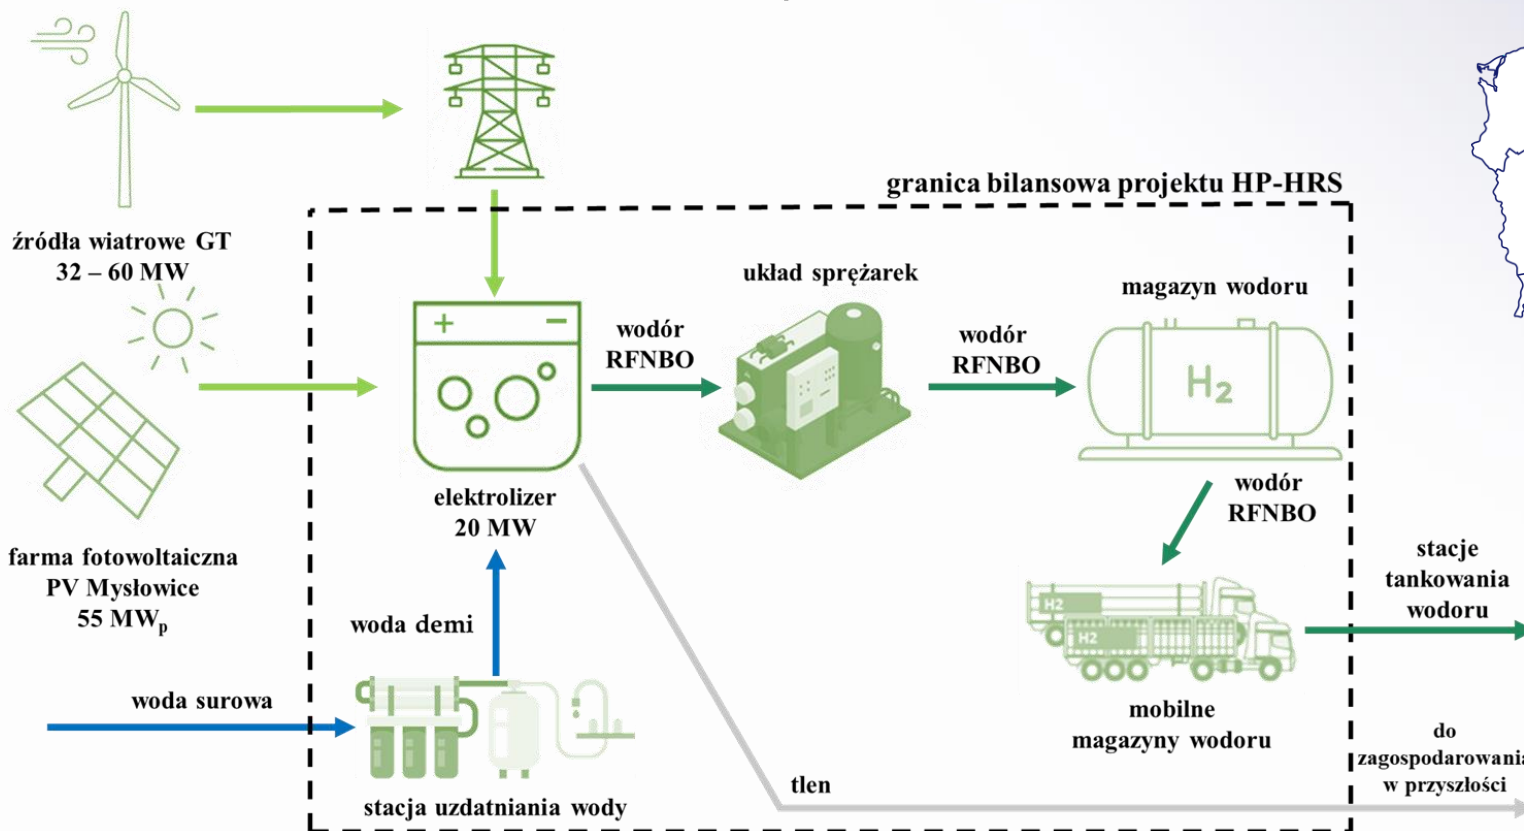 granica bilansowa projektu HP-HRS
źródła wiatrowe GT
32 – 60 MW
układ sprężarek
magazyn wodoru
+ −
wodór
RFNBO
wodór
RFNBO
H₂
elektrolizer
20 MW
wodór
RFNBO
farma fotowoltaiczna
PV Mysłowice
55 MWₚ
stacje
tankowania
wodoru
H2
H2
woda demi
woda surowa
mobilne
magazyny wodoru
do
zagospodarowania
w przyszłości
tlen
stacja uzdatniania wody